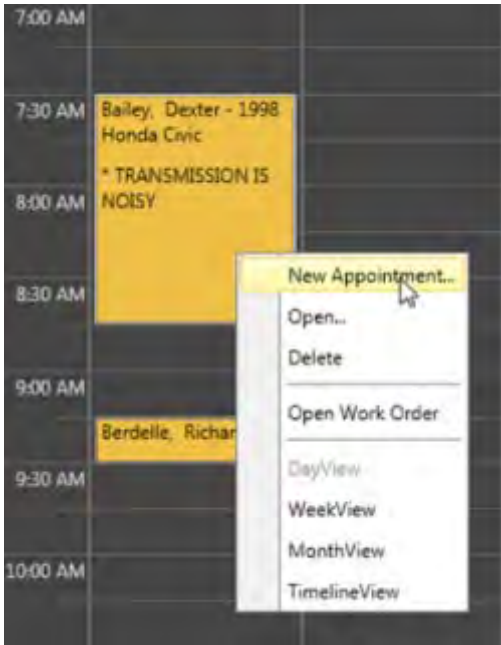 7:00 AM
7:30 AM
Bailey, Dexter - 1998
Honda Civic
* TRANSMISSION IS
NOISY
8:00 AM
8:30 AM
9:00 AM
Berdelle, Richar
9:30 AM
10:00 AM
New Appointment...
Open...
Delete
Open Work Order
DayView
WeekView
MonthView
TimelineView